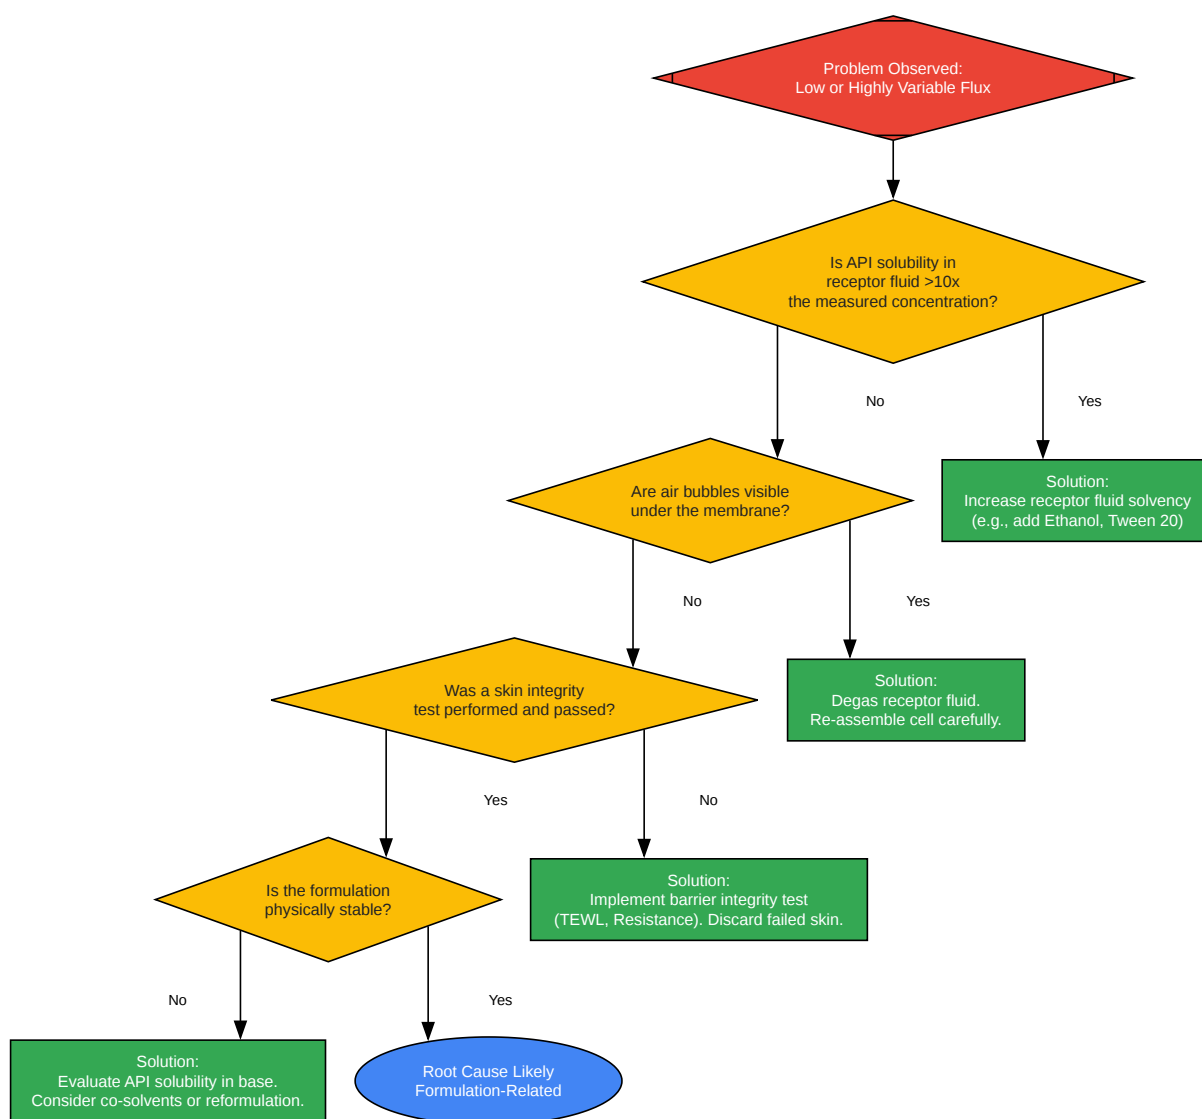 Problem Observed:
Low or Highly Variable Flux
Is API solubility in
receptor fluid >10x
the measured concentration?
No
Yes
Are air bubbles visible
under the membrane?
Solution:
Increase receptor fluid solvency
(e.g., add Ethanol, Tween 20)
No
Yes
Was a skin integrity
test performed and passed?
Solution:
Degas receptor fluid.
Re-assemble cell carefully.
Yes
No
Is the formulation
physically stable?
Solution:
Implement barrier integrity test
(TEWL, Resistance). Discard failed skin.
No
Yes
Solution:
Evaluate API solubility in base.
Consider co-solvents or reformulation.
Root Cause Likely
Formulation-Related